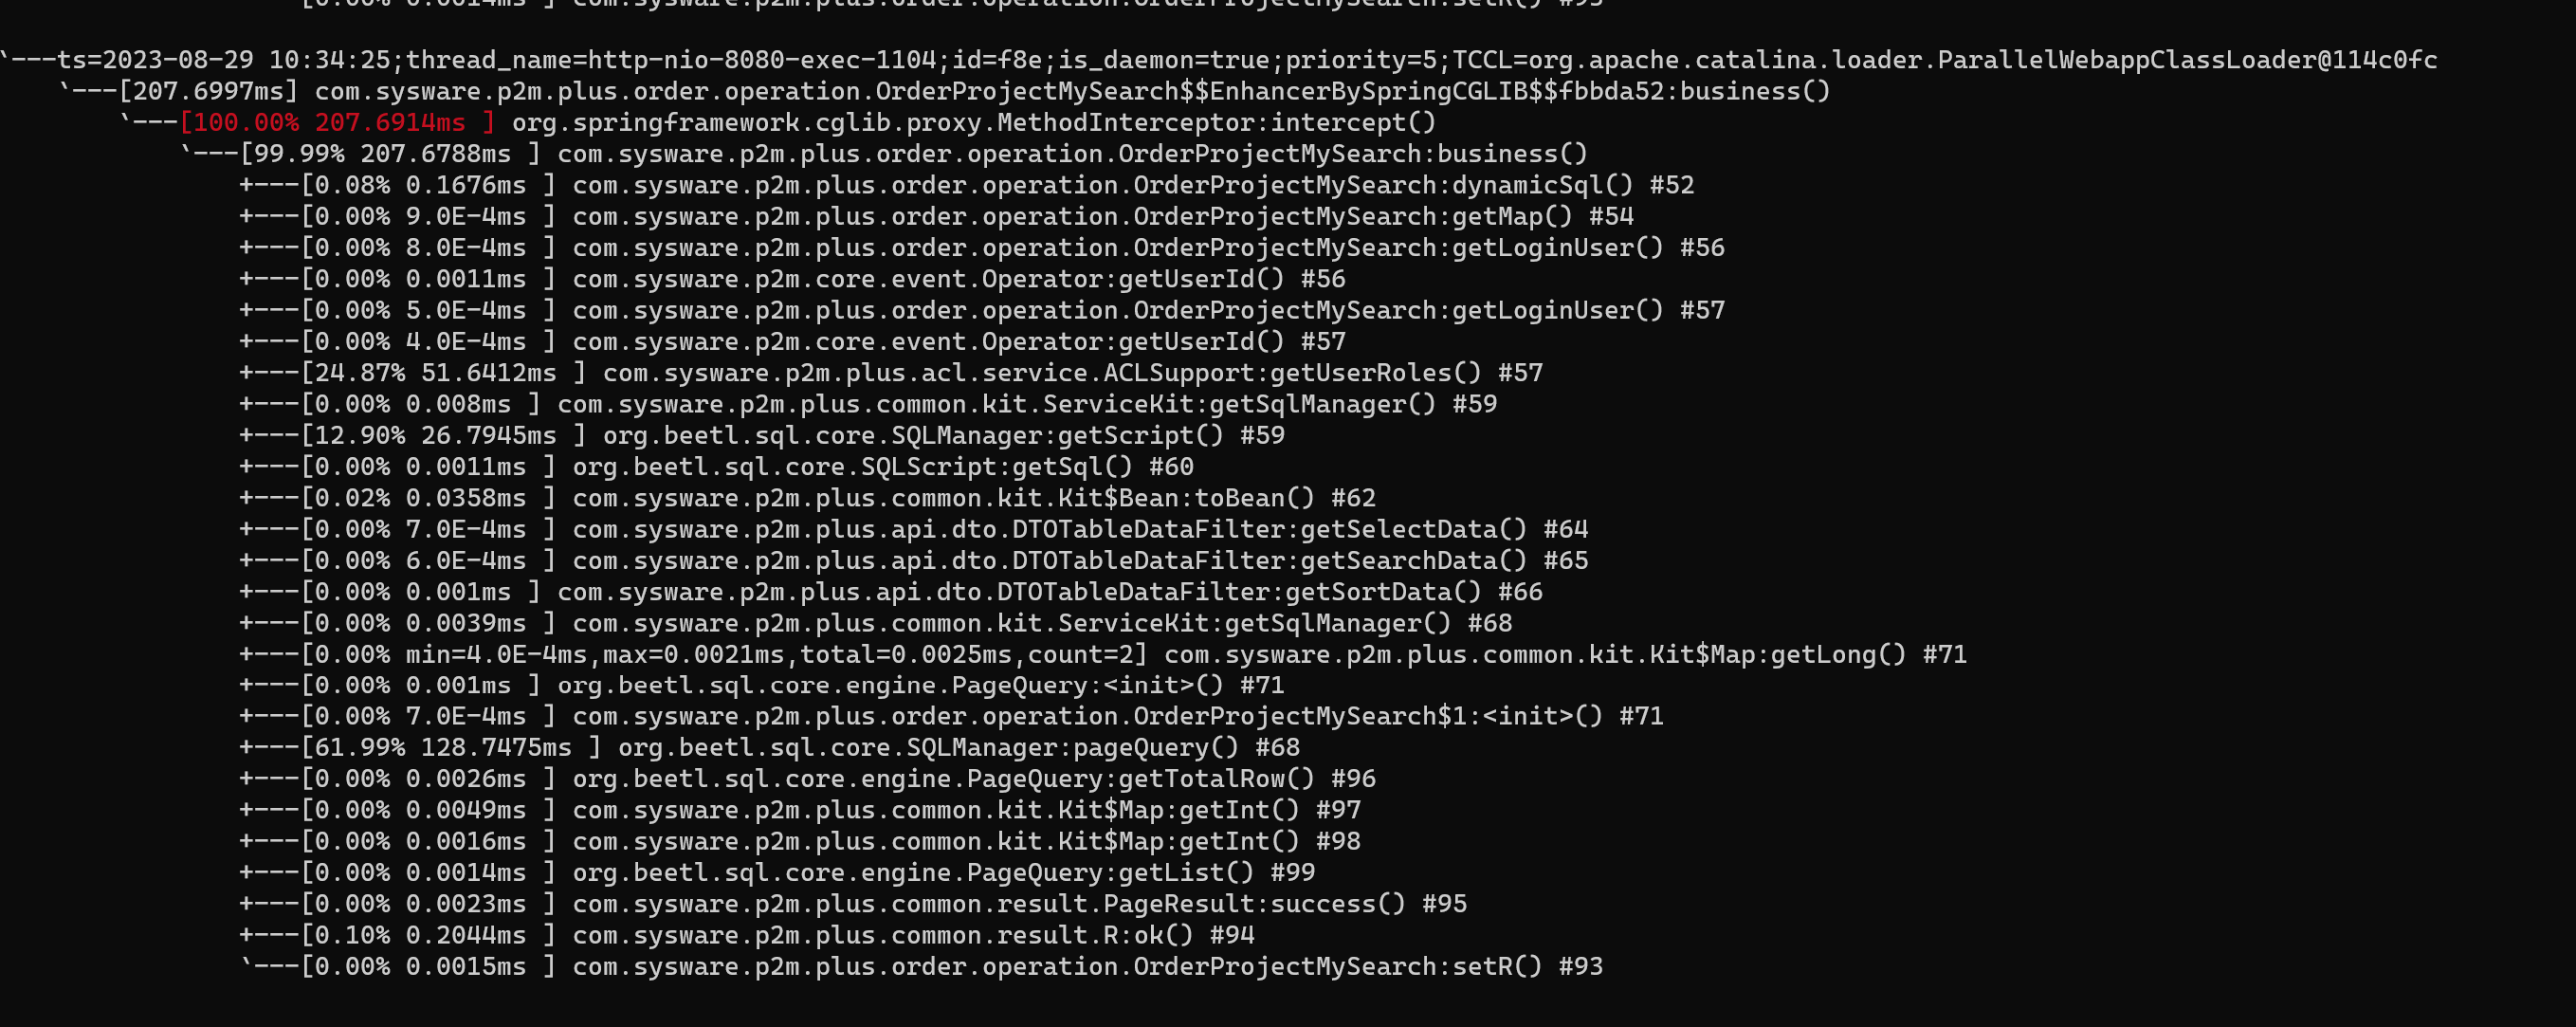 [0.00% 0.0014ms ] com.sysware.p2m.plus.order.operation.OrderProjectMySearch:setR() #93
`---ts=2023-08-29 10:34:25;thread_name=http-nio-8080-exec-1104;id=f8e;is_daemon=true;priority=5;TCCL=org.apache.catalina.loader.ParallelWebappClassLoader@114c0fc
`---[207.6997ms] com.sysware.p2m.plus.order.operation.OrderProjectMySearch$$EnhancerBySpringCGLIB$$fbbda52:business()
`---[100.00% 207.6914ms ] org.springframework.cglib.proxy.MethodInterceptor:intercept()
`---[99.99% 207.6788ms ] com.sysware.p2m.plus.order.operation.OrderProjectMySearch:business()
+---[0.08% 0.1676ms ] com.sysware.p2m.plus.order.operation.OrderProjectMySearch:dynamicSql() #52
+---[0.00% 9.0E-4ms ] com.sysware.p2m.plus.order.operation.OrderProjectMySearch:getMap() #54
+---[0.00% 8.0E-4ms ] com.sysware.p2m.plus.order.operation.OrderProjectMySearch:getLoginUser() #56
+---[0.00% 0.0011ms ] com.sysware.p2m.core.event.Operator:getUserId() #56
+---[0.00% 5.0E-4ms ] com.sysware.p2m.plus.order.operation.OrderProjectMySearch:getLoginUser() #57
+---[0.00% 4.0E-4ms ] com.sysware.p2m.core.event.Operator:getUserId() #57
+---[24.87% 51.6412ms ] com.sysware.p2m.plus.acl.service.ACLSupport:getUserRoles() #57
+---[0.00% 0.008ms ] com.sysware.p2m.plus.common.kit.ServiceKit:getSqlManager() #59
+---[12.90% 26.7945ms ] org.beetl.sql.core.SQLManager:getScript() #59
+---[0.00% 0.0011ms ] org.beetl.sql.core.SQLScript:getSql() #60
+---[0.02% 0.0358ms ] com.sysware.p2m.plus.common.kit.Kit$Bean:toBean() #62
+---[0.00% 7.0E-4ms ] com.sysware.p2m.plus.api.dto.DTOTableDataFilter:getSelectData() #64
+---[0.00% 6.0E-4ms ] com.sysware.p2m.plus.api.dto.DTOTableDataFilter:getSearchData() #65
+---[0.00% 0.001ms ] com.sysware.p2m.plus.api.dto.DTOTableDataFilter:getSortData() #66
+---[0.00% 0.0039ms ] com.sysware.p2m.plus.common.kit.ServiceKit:getSqlManager() #68
+---[0.00% min=4.0E-4ms,max=0.0021ms,total=0.0025ms,count=2] com.sysware.p2m.plus.common.kit.Kit$Map:getLong() #71
+---[0.00% 0.001ms ] org.beetl.sql.core.engine.PageQuery:<init>() #71
+---[0.00% 7.0E-4ms ] com.sysware.p2m.plus.order.operation.OrderProjectMySearch$1:<init>() #71
+---[61.99% 128.7475ms ] org.beetl.sql.core.SQLManager:pageQuery() #68
+---[0.00% 0.0026ms ] org.beetl.sql.core.engine.PageQuery:getTotalRow() #96
+---[0.00% 0.0049ms ] com.sysware.p2m.plus.common.kit.Kit$Map:getInt() #97
+---[0.00% 0.0016ms ] com.sysware.p2m.plus.common.kit.Kit$Map:getInt() #98
+---[0.00% 0.0014ms ] org.beetl.sql.core.engine.PageQuery:getList() #99
+---[0.00% 0.0023ms ] com.sysware.p2m.plus.common.result.PageResult:success() #95
+---[0.10% 0.2044ms ] com.sysware.p2m.plus.common.result.R:ok() #94
`---[0.00% 0.0015ms ] com.sysware.p2m.plus.order.operation.OrderProjectMySearch:setR() #93